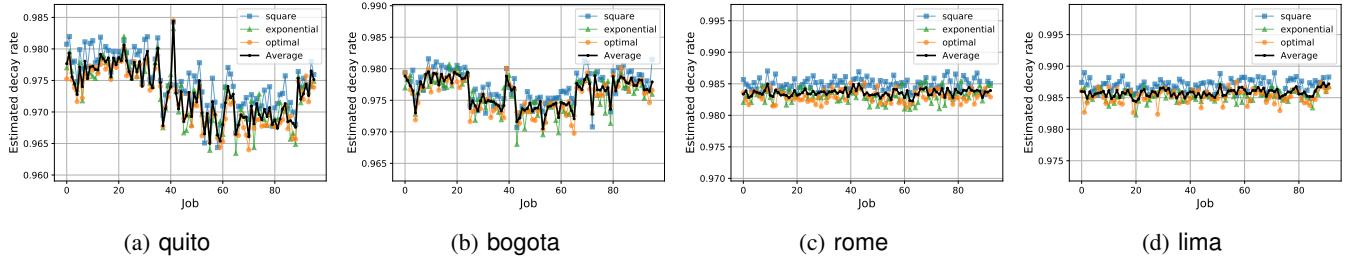 Estimated decay rate
0.985
0.980
0.975
0.970
0.965
0.960
0 20 40 60 80
Job
square
exponential
optimal
Average
(a) quito
Estimated decay rate
0.990
0.985
0.980
0.975
0.970
0.965
0 20 40 60 80
Job
square
exponential
optimal
Average
(b) bogota
Estimated decay rate
0.995
0.990
0.985
0.980
0.975
0.970
0 20 40 60 80
Job
square
exponential
optimal
Average
(c) rome
Estimated decay rate
0.995
0.990
0.985
0.980
0.975
0 20 40 60 80
Job
square
exponential
optimal
Average
(d) lima